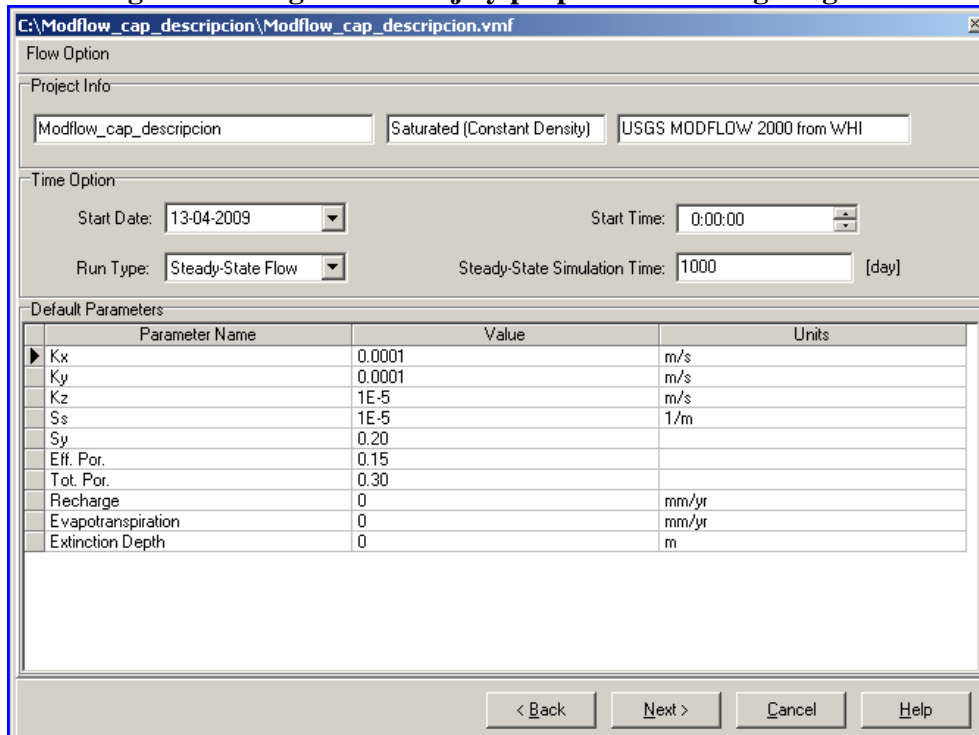 C:\Modflow_cap_descripcion\Modflow_cap_descripcion.vmf
Flow Option
Project Info
Modflow_cap_descripcion Saturated (Constant Density) USGS MODFLOW 2000 from WHI
Time Option
Start Date: 13-04-2009 Start Time: 0:00:00
Run Type: Steady-State Flow Steady-State Simulation Time: 1000 [day]
Default Parameters
Parameter Name Value Units
Kx 0.0001 m/s
Ky 0.0001 m/s
Kz 1E-5 m/s
Ss 1E-5 1/m
Sy 0.20
Eff. Por. 0.15
Tot. Por. 0.30
Recharge 0 mm/yr
Evapotranspiration 0 mm/yr
Extinction Depth 0 m
< Back Next > Cancel Help